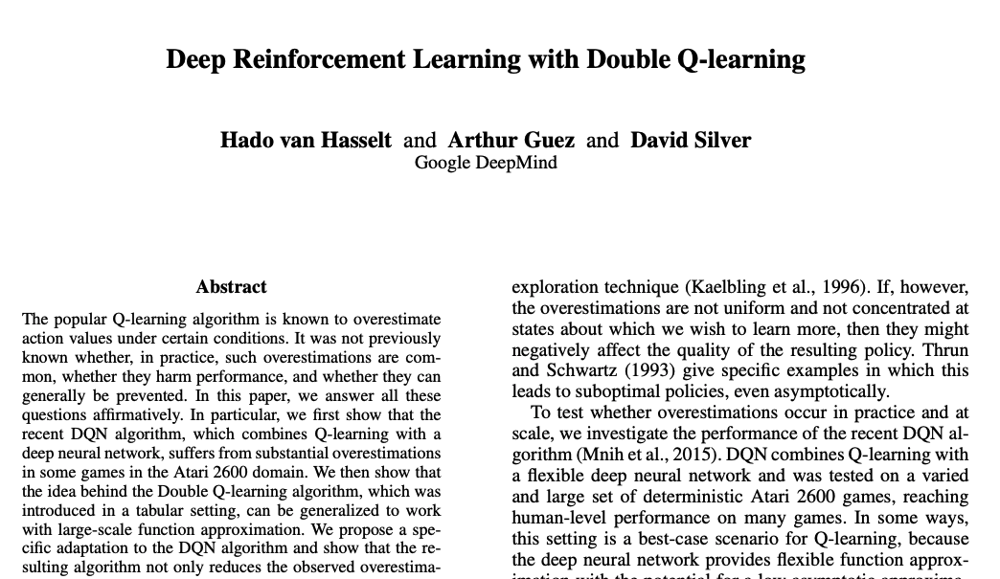 Deep Reinforcement Learning with Double Q-learning
Hado van Hasselt and Arthur Guez and David Silver
Google DeepMind
Abstract
The popular Q-learning algorithm is known to overestimate
action values under certain conditions. It was not previously
known whether, in practice, such overestimations are com-
mon, whether they harm performance, and whether they can
generally be prevented. In this paper, we answer all these
questions affirmatively. In particular, we first show that the
recent DQN algorithm, which combines Q-learning with a
deep neural network, suffers from substantial overestimations
in some games in the Atari 2600 domain. We then show that
the idea behind the Double Q-learning algorithm, which was
introduced in a tabular setting, can be generalized to work
with large-scale function approximation. We propose a spe-
cific adaptation to the DQN algorithm and show that the re-
sulting algorithm not only reduces the observed overestima-
exploration technique (Kaelbling et al., 1996). If, however,
the overestimations are not uniform and not concentrated at
states about which we wish to learn more, then they might
negatively affect the quality of the resulting policy. Thrun
and Schwartz (1993) give specific examples in which this
leads to suboptimal policies, even asymptotically.
To test whether overestimations occur in practice and at
scale, we investigate the performance of the recent DQN al-
gorithm (Mnih et al., 2015). DQN combines Q-learning with
a flexible deep neural network and was tested on a varied
and large set of deterministic Atari 2600 games, reaching
human-level performance on many games. In some ways,
this setting is a best-case scenario for Q-learning, because
the deep neural network provides flexible function approx-
imation with the potential for a low asymptotic approxima-